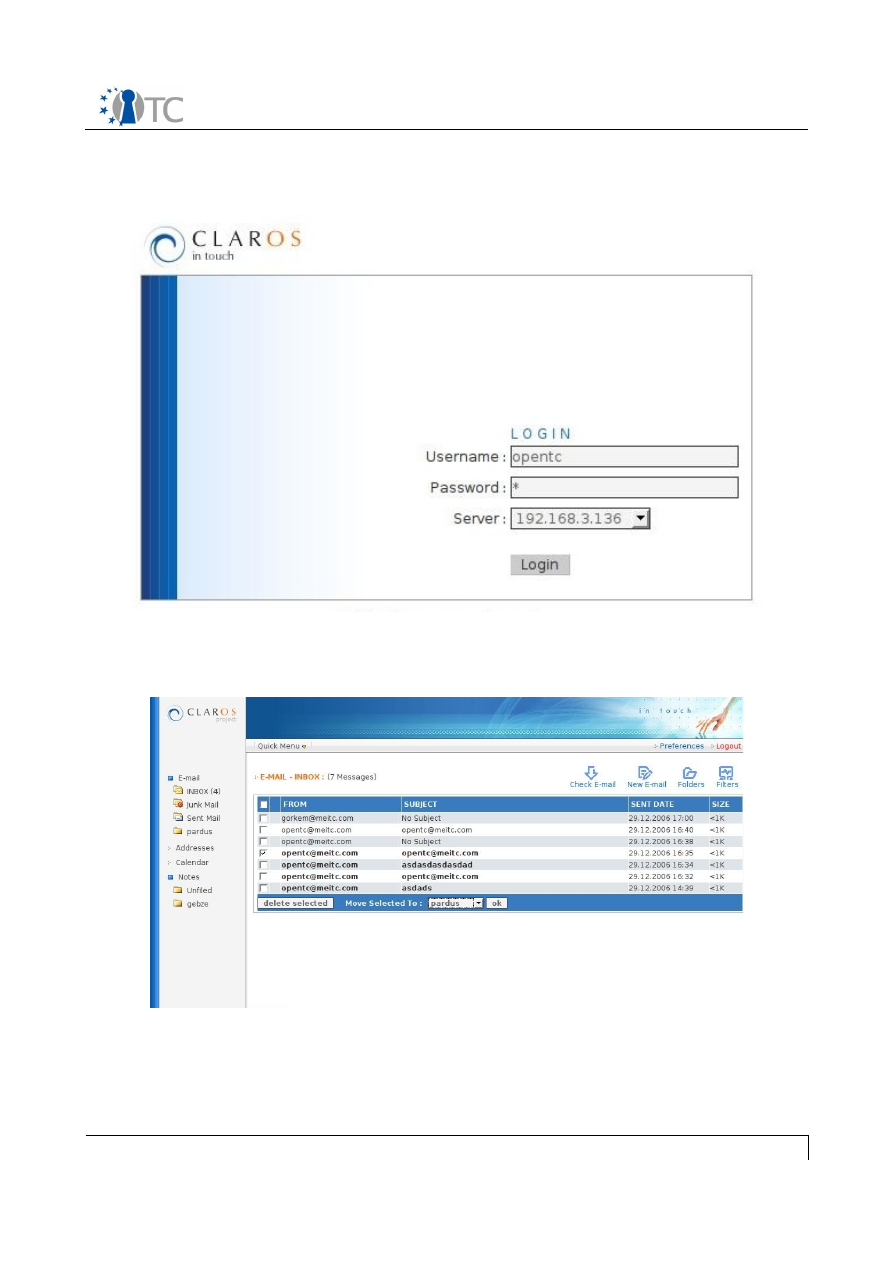 TC
CLAROS
in touch
LOGIN
Username :
opentc
Password :
*
Server :
192.168.3.136
Login
CLAROS
project
in touch
Quick Menu
Preferences
Logout
E-mail
INBOX (4)
Junk Mail
Sent Mail
pardus
Addresses
Calendar
Notes
Unfiled
gebze
E-MAIL - INBOX : (7 Messages)
Check E-mail New E-mail Folders Filters
FROM SUBJECT SENT DATE SIZE
gorkem@meitc.com No Subject 29.12.2006 17:00 <1K
opentc@meitc.com opentc@meitc.com 29.12.2006 16:40 <1K
opentc@meitc.com No Subject 29.12.2006 16:38 <1K
opentc@meitc.com opentc@meitc.com 29.12.2006 16:35 <1K
opentc@meitc.com asdasdasdasdad 29.12.2006 16:34 <1K
opentc@meitc.com opentc@meitc.com 29.12.2006 16:32 <1K
opentc@meitc.com asdads 29.12.2006 14:39 <1K
delete selected Move Selected To : pardus ok